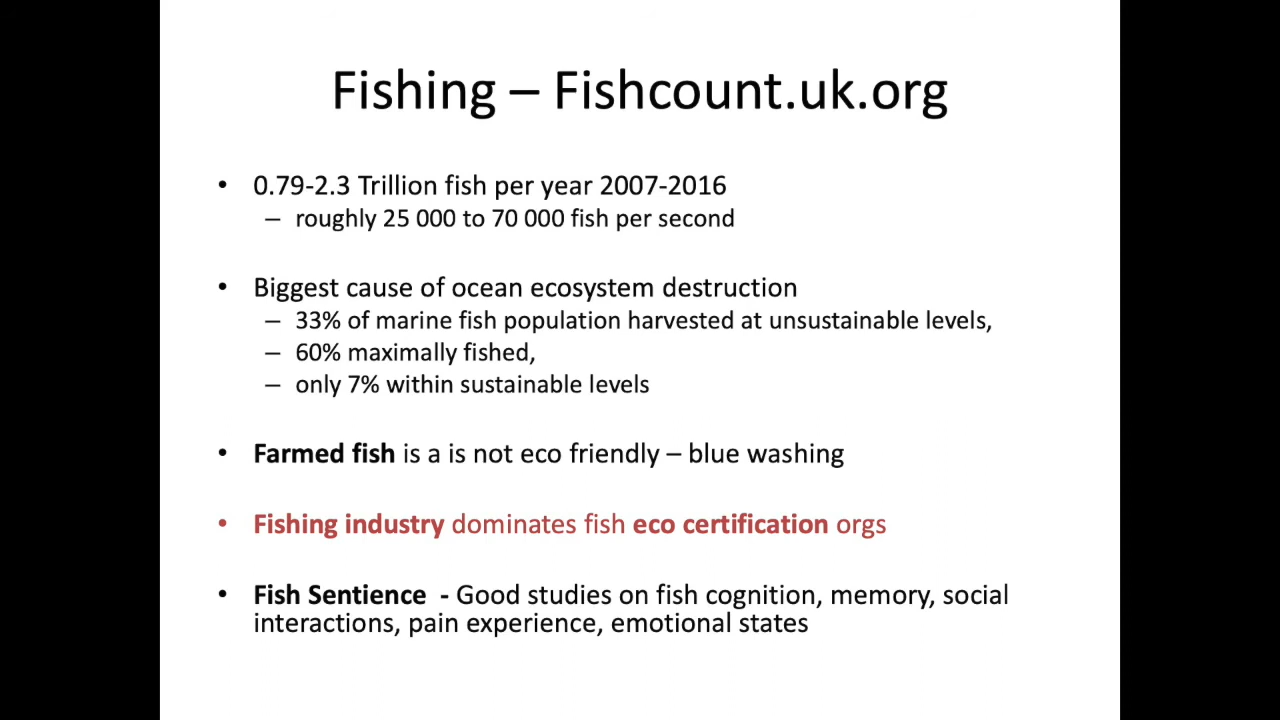 Fishing – Fishcount.uk.org
• 0.79-2.3 Trillion fish per year 2007-2016
– roughly 25 000 to 70 000 fish per second
• Biggest cause of ocean ecosystem destruction
– 33% of marine fish population harvested at unsustainable levels,
– 60% maximally fished,
– only 7% within sustainable levels
• Farmed fish is a is not eco friendly – blue washing
• Fishing industry dominates fish eco certification orgs
• Fish Sentience - Good studies on fish cognition, memory, social
interactions, pain experience, emotional states